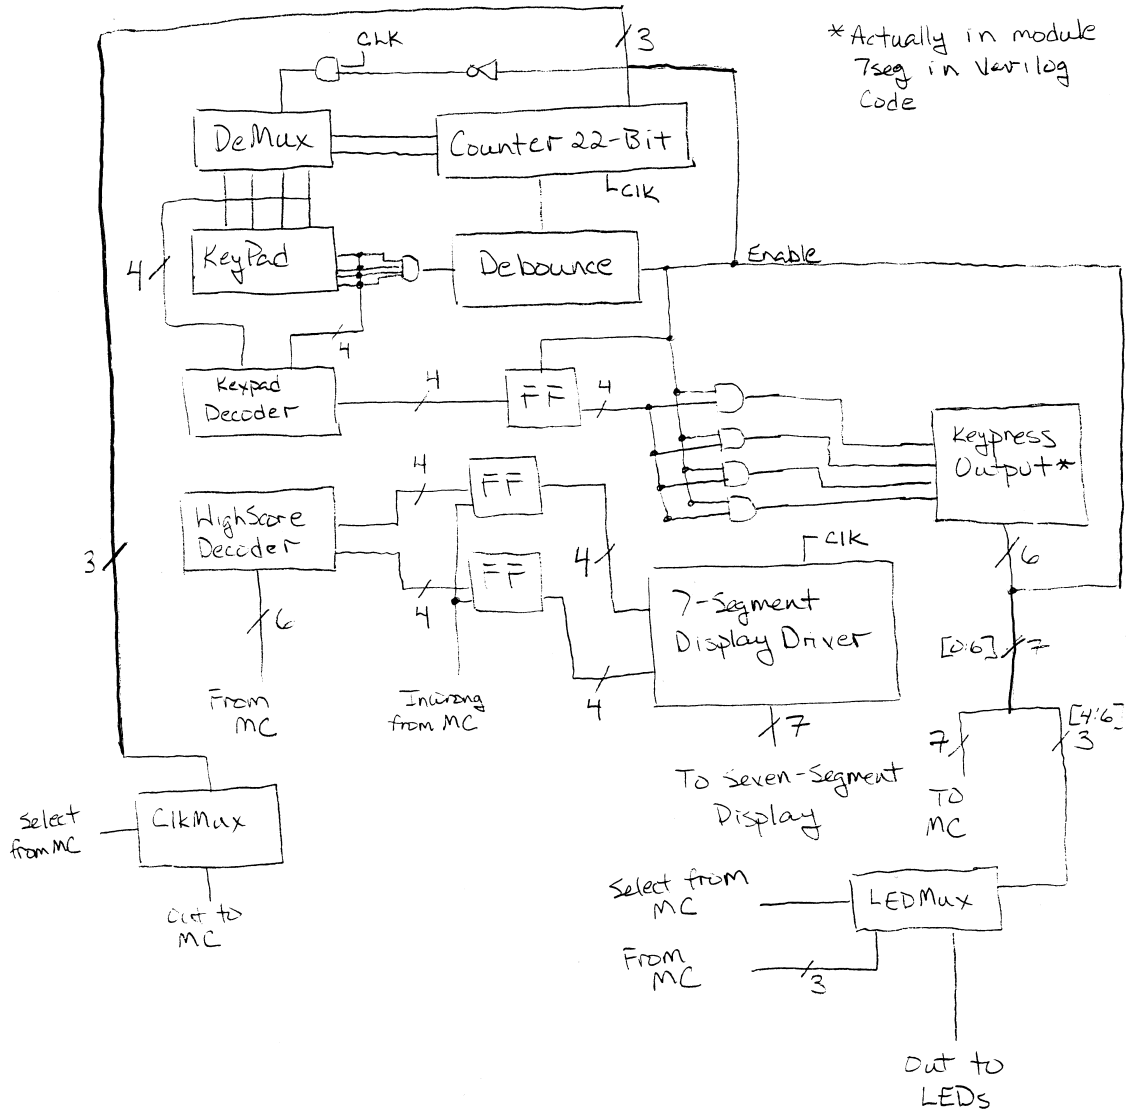 * Actually in module
7seg in Verilog
Code
CLK
3
DeMux
Counter 22-Bit
Clk
4
KeyPad
Debounce
Enable
4
Kexpad
Decoder
4
FF
4
Keypress
Output*
4
FF
HighScore
Decoder
3
FF
4
4
Clk
6
6
7-Segment
Display Driver
[0:6] 7
From
MC
Inwrong
from MC
4
7
7
[4:6]
3
To Seven-Segment
Display
TO
MC
Select
from MC
ClkMux
Out to
MC
Select from
MC
LEDMux
From
MC
3
Out to
LEDs